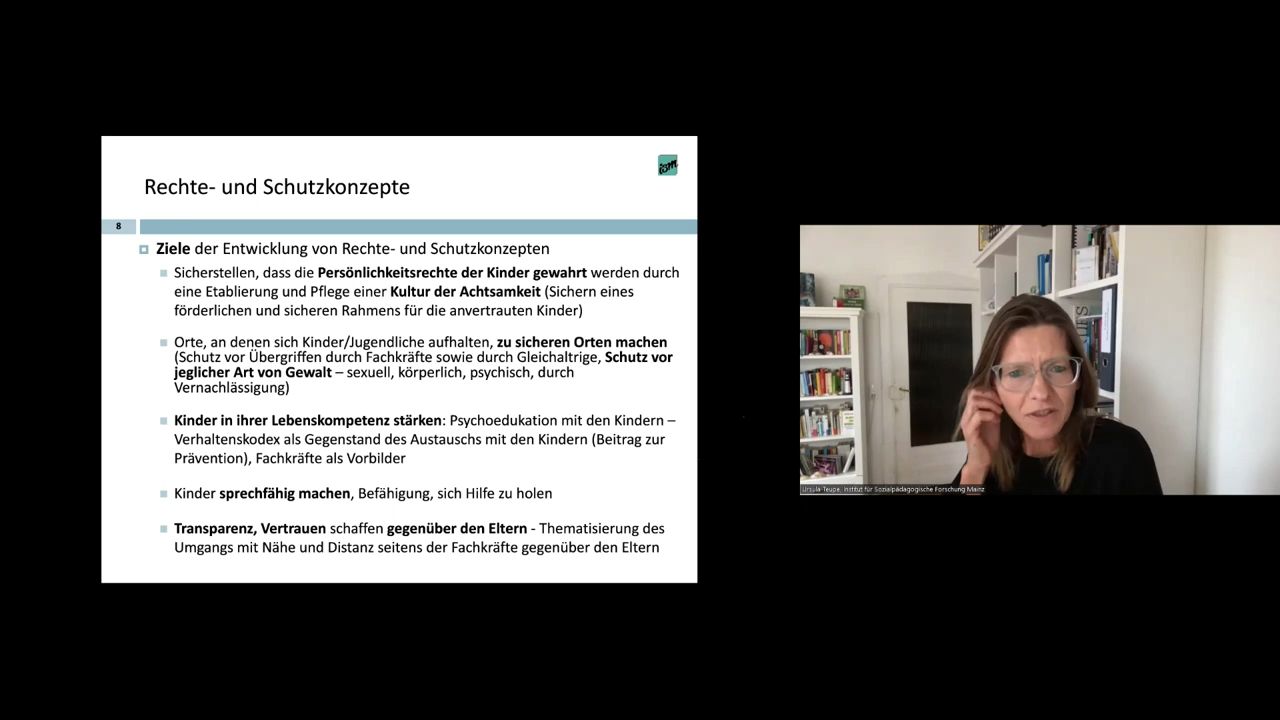 ism
Rechte- und Schutzkonzepte
8
Ziele der Entwicklung von Rechte- und Schutzkonzepten
Sicherstellen, dass die Persönlichkeitsrechte der Kinder gewahrt werden durch
eine Etablierung und Pflege einer Kultur der Achtsamkeit (Sichern eines
förderlichen und sicheren Rahmens für die anvertrauten Kinder)
Orte, an denen sich Kinder/Jugendliche aufhalten, zu sicheren Orten machen
(Schutz vor Übergriffen durch Fachkräfte sowie durch Gleichaltrige, Schutz vor
jeglicher Art von Gewalt – sexuell, körperlich, psychisch, durch
Vernachlässigung)
Kinder in ihrer Lebenskompetenz stärken: Psychoedukation mit den Kindern –
Verhaltenskodex als Gegenstand des Austauschs mit den Kindern (Beitrag zur
Prävention), Fachkräfte als Vorbilder
Kinder sprechfähig machen, Befähigung, sich Hilfe zu holen
Transparenz, Vertrauen schaffen gegenüber den Eltern - Thematisierung des
Umgangs mit Nähe und Distanz seitens der Fachkräfte gegenüber den Eltern
Ursula Teupe, Institut für Sozialpädagogische Forschung Mainz